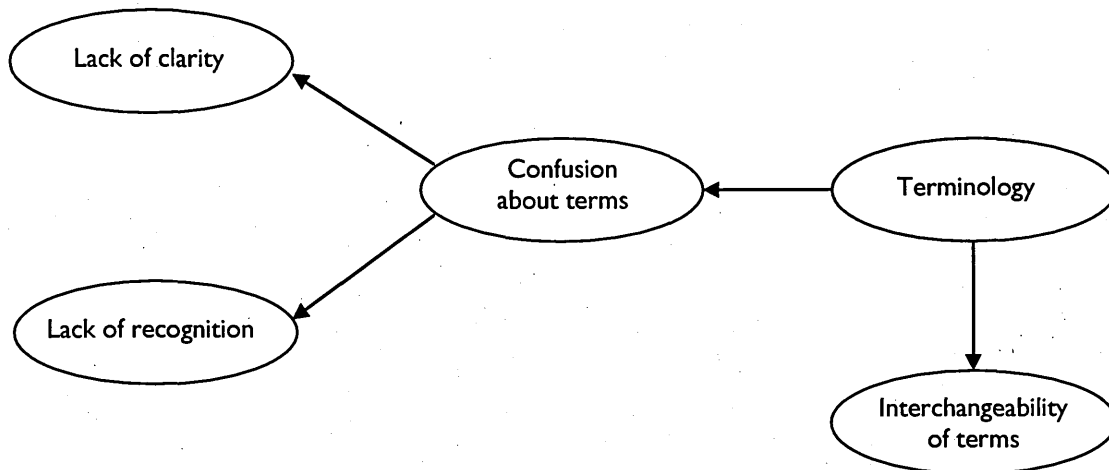 Lack of clarity
Confusion
about terms
Terminology
Lack of recognition
Interchangeability
of terms